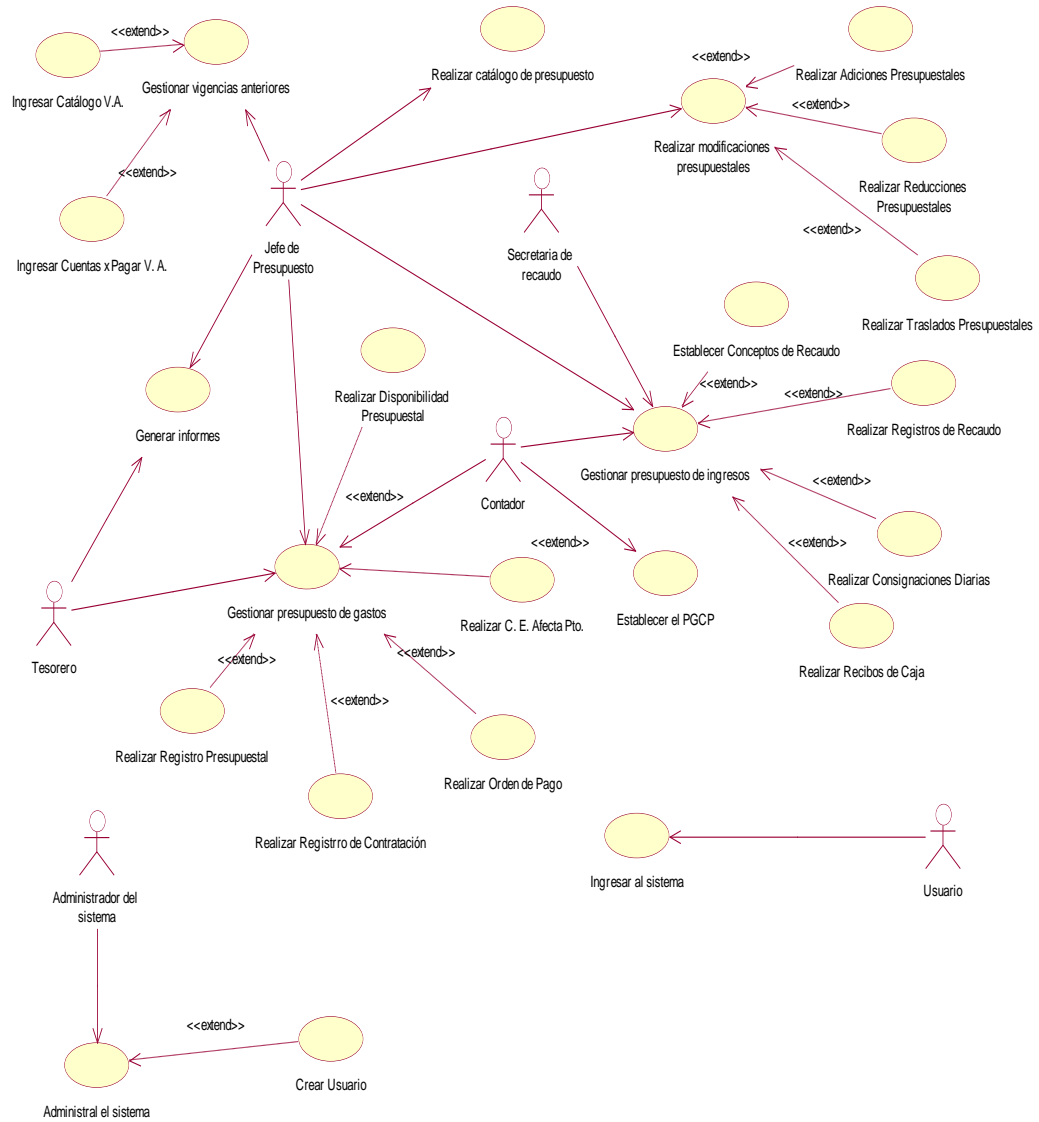 <<extend>>
Ingresar Catálogo V.A.
Gestionar vigencias anteriores
Realizar catálogo de presupuesto
<<extend>>
Realizar Adiciones Presupuestales
<<extend>>
Realizar modificaciones
presupuestales
Realizar Reducciones
Presupuestales
<<extend>>
<<extend>>
Ingresar Cuentas x Pagar V. A.
Jefe de
Presupuesto
Secretaria de
recaudo
Realizar Traslados Presupuestales
Establecer Conceptos de Recaudo
<<extend>>
<<extend>>
Realizar Registros de Recaudo
Realizar Disponibilidad
Presupuestal
Generar informes
Gestionar presupuesto de ingresos
<<extend>>
Contador
<<extend>>
<<extend>>
<<extend>>
Realizar Consignaciones Diarias
Gestionar presupuesto de gastos
Realizar C. E. Afecta Pto.
Establecer el PGCP
Tesorero
Realizar Recibos de Caja
<<extend>>
<<extend>>
<<extend>>
Realizar Registro Presupuestal
Realizar Orden de Pago
Realizar Registrro de Contratación
Ingresar al sistema
Usuario
Administrador del
sistema
<<extend>>
Crear Usuario
Administral el sistema